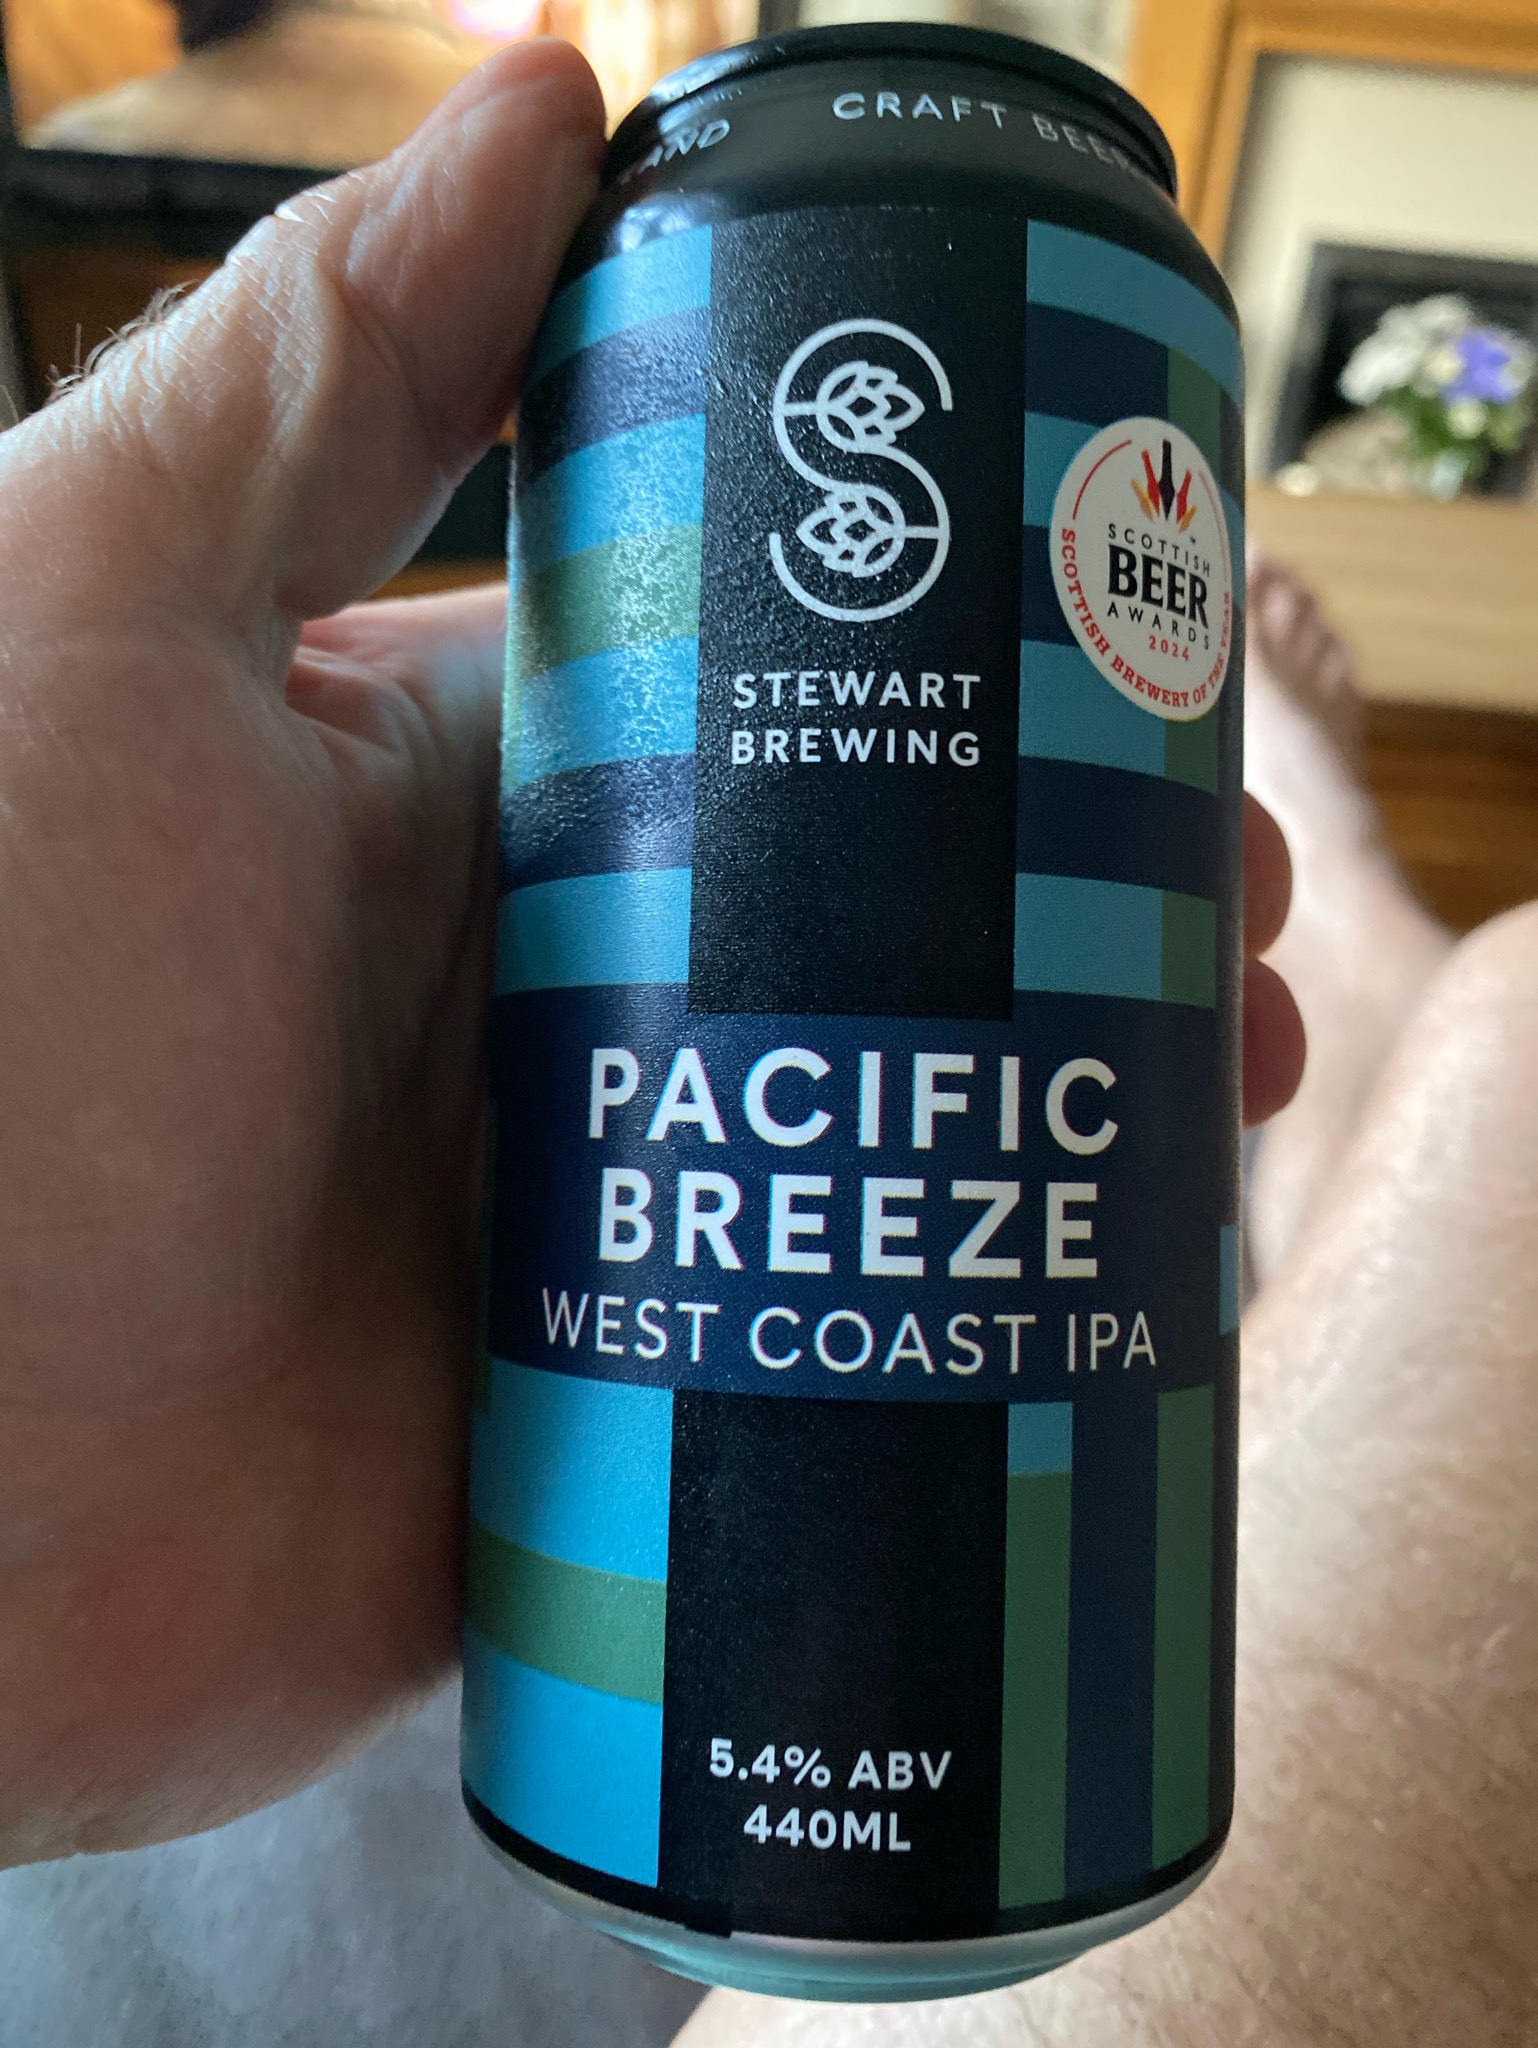 CRAFT BEER
STEWART
BREWING
SCOTTISH
BEER
AWARDS
2024
SCOTTISH BREWERY OF THE YEAR
PACIFIC
BREEZE
WEST COAST IPA
5.4% ABV
440ML